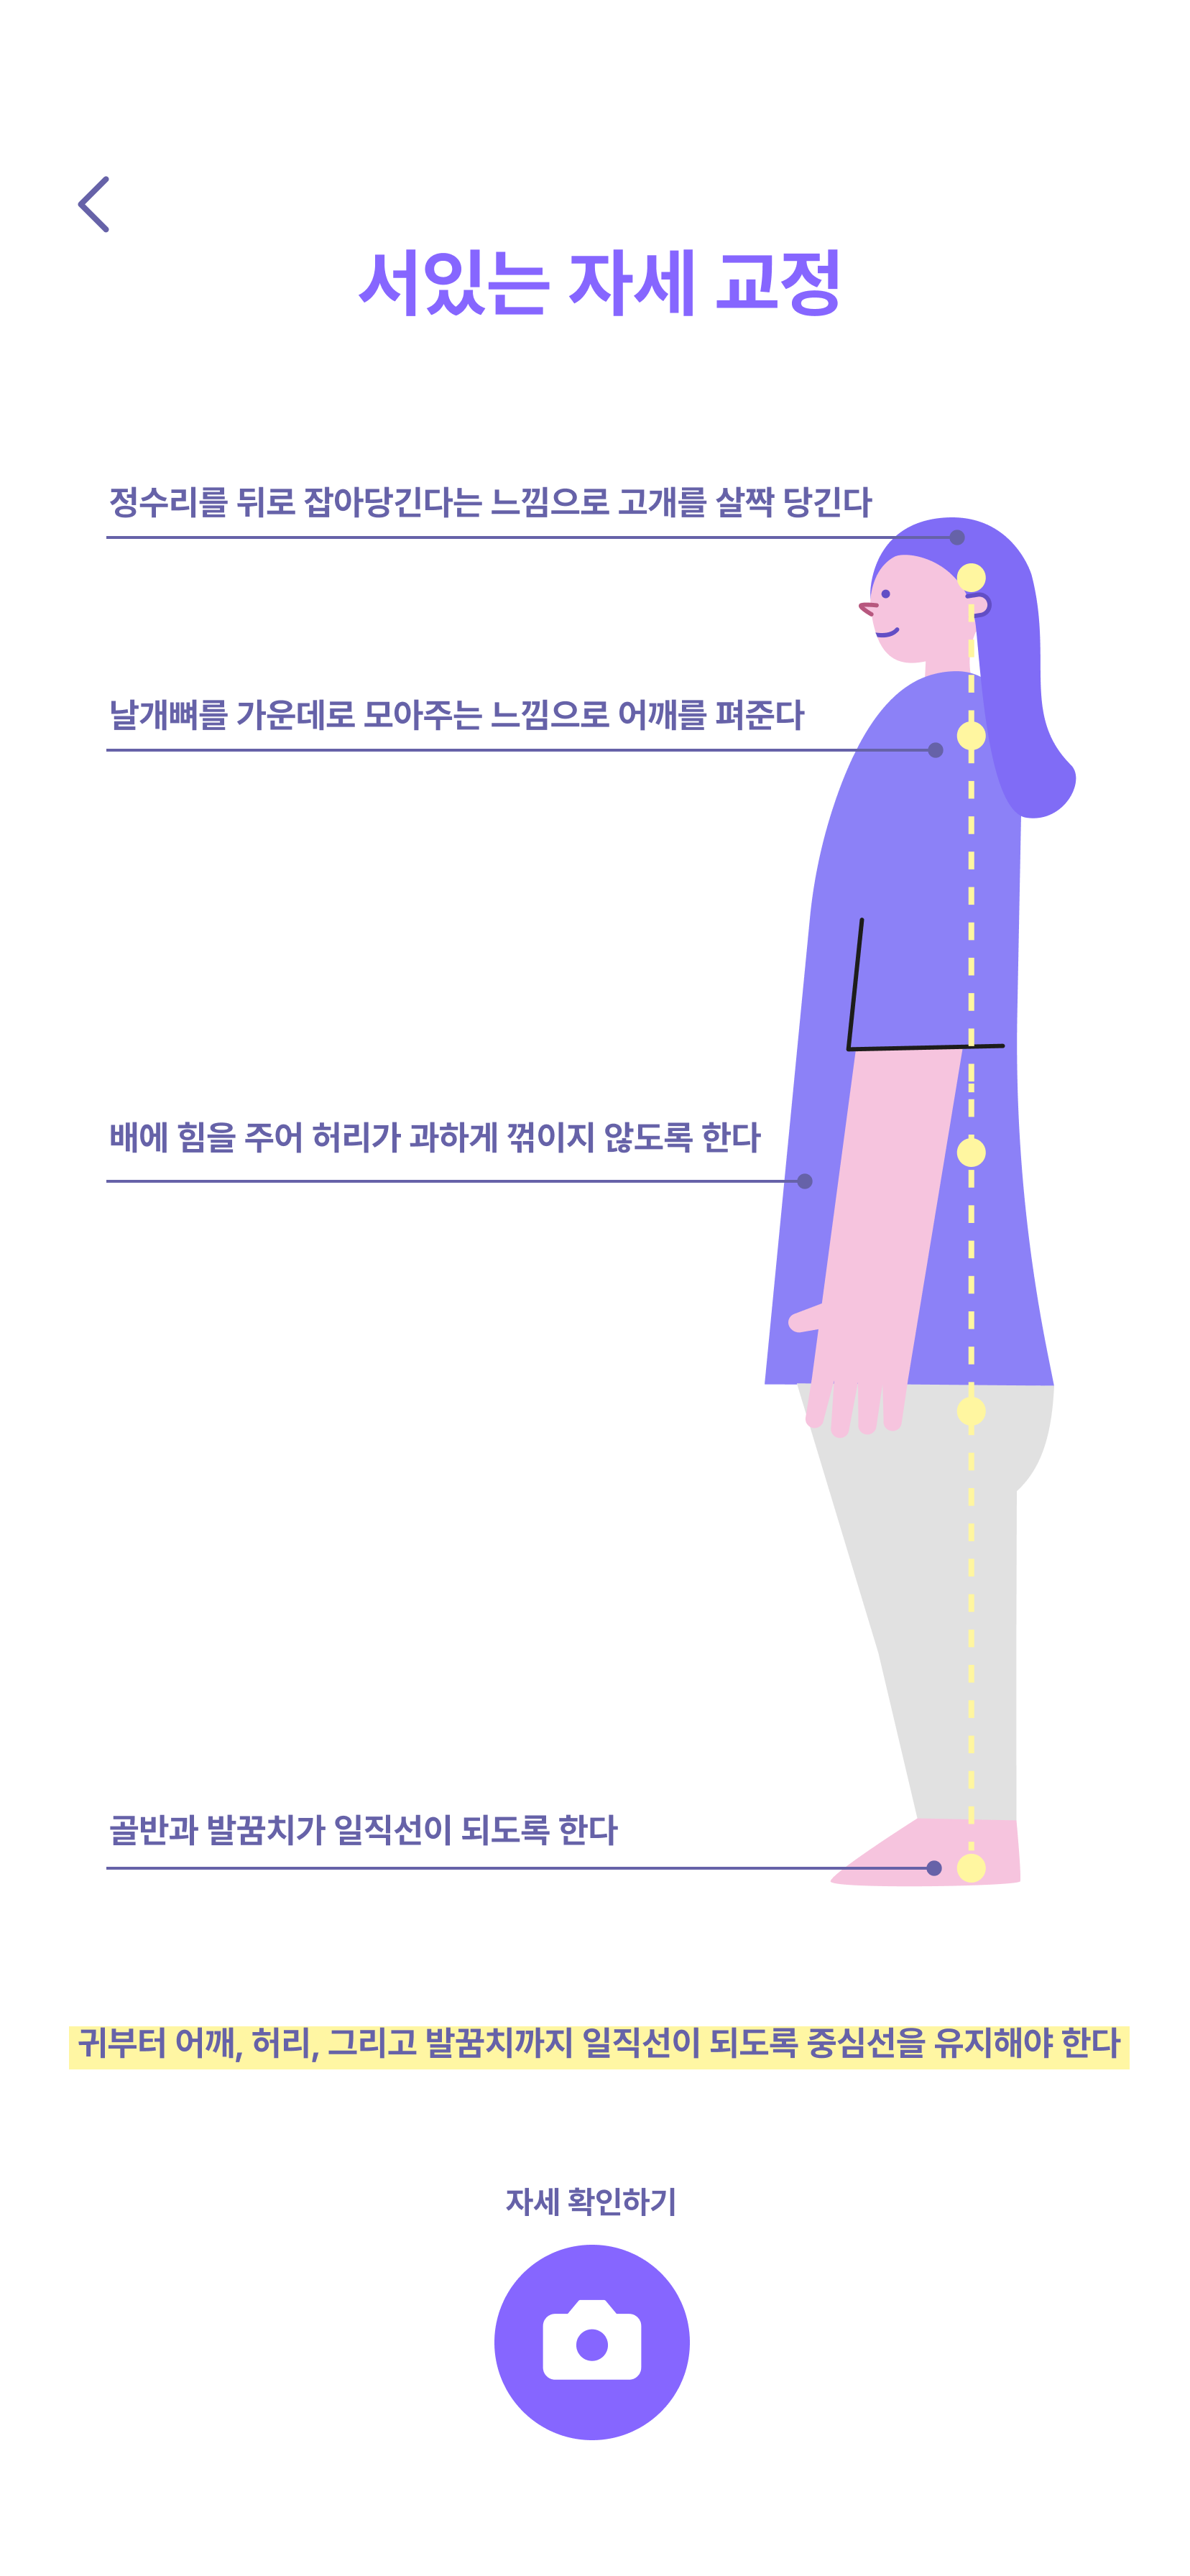 서있는 자세 교정
정수리를 뒤로 잡아당긴다는 느낌으로 고개를 살짝 당긴다
날개뼈를 가운데로 모아주는 느낌으로 어깨를 펴준다
배에 힘을 주어 허리가 과하게 꺾이지 않도록 한다
골반과 발꿈치가 일직선이 되도록 한다
귀부터 어깨, 허리, 그리고 발꿈치까지 일직선이 되도록 중심선을 유지해야 한다
자세 확인하기